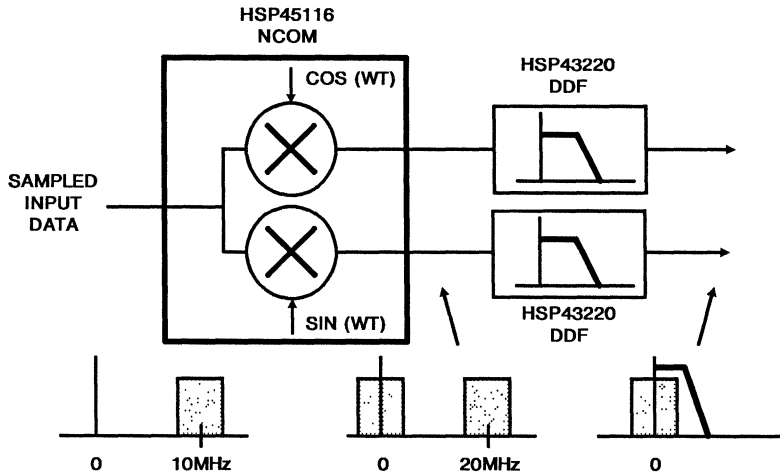 HSP45116
NCOM
COS (WT)
HSP43220
DDF
SAMPLED
INPUT
DATA
SIN (WT)
HSP43220
DDF
0
10MHz
0
20MHz
0